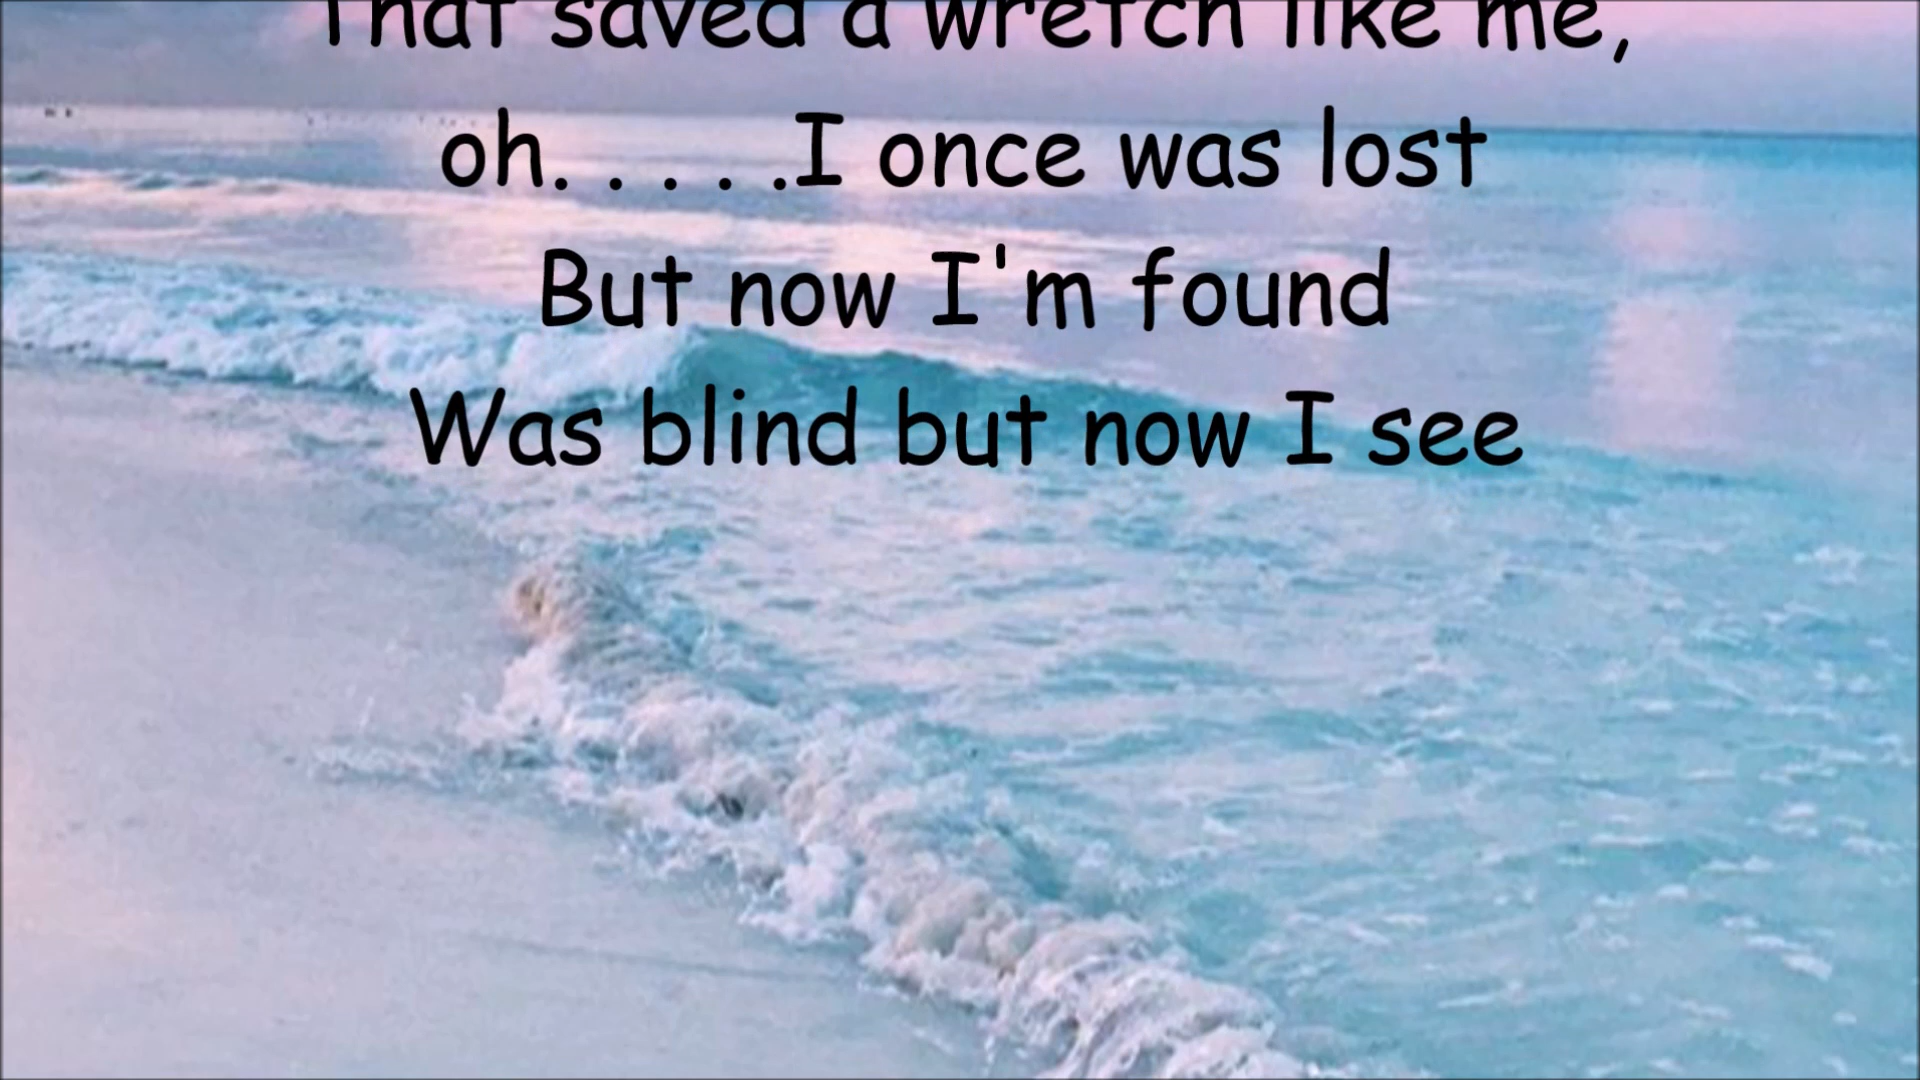 That saved a wretch like me,
oh. . . . .I once was lost
But now I'm found
Was blind but now I see